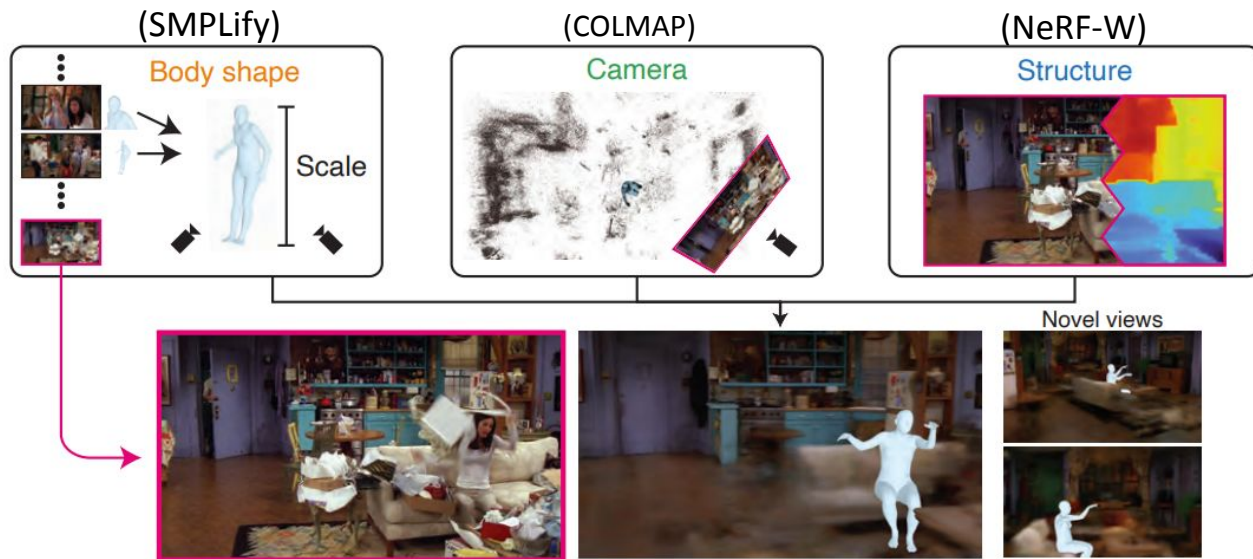 (SMPLify)
(COLMAP)
(NeRF-W)
Body shape
Camera
Structure
Scale
Novel views